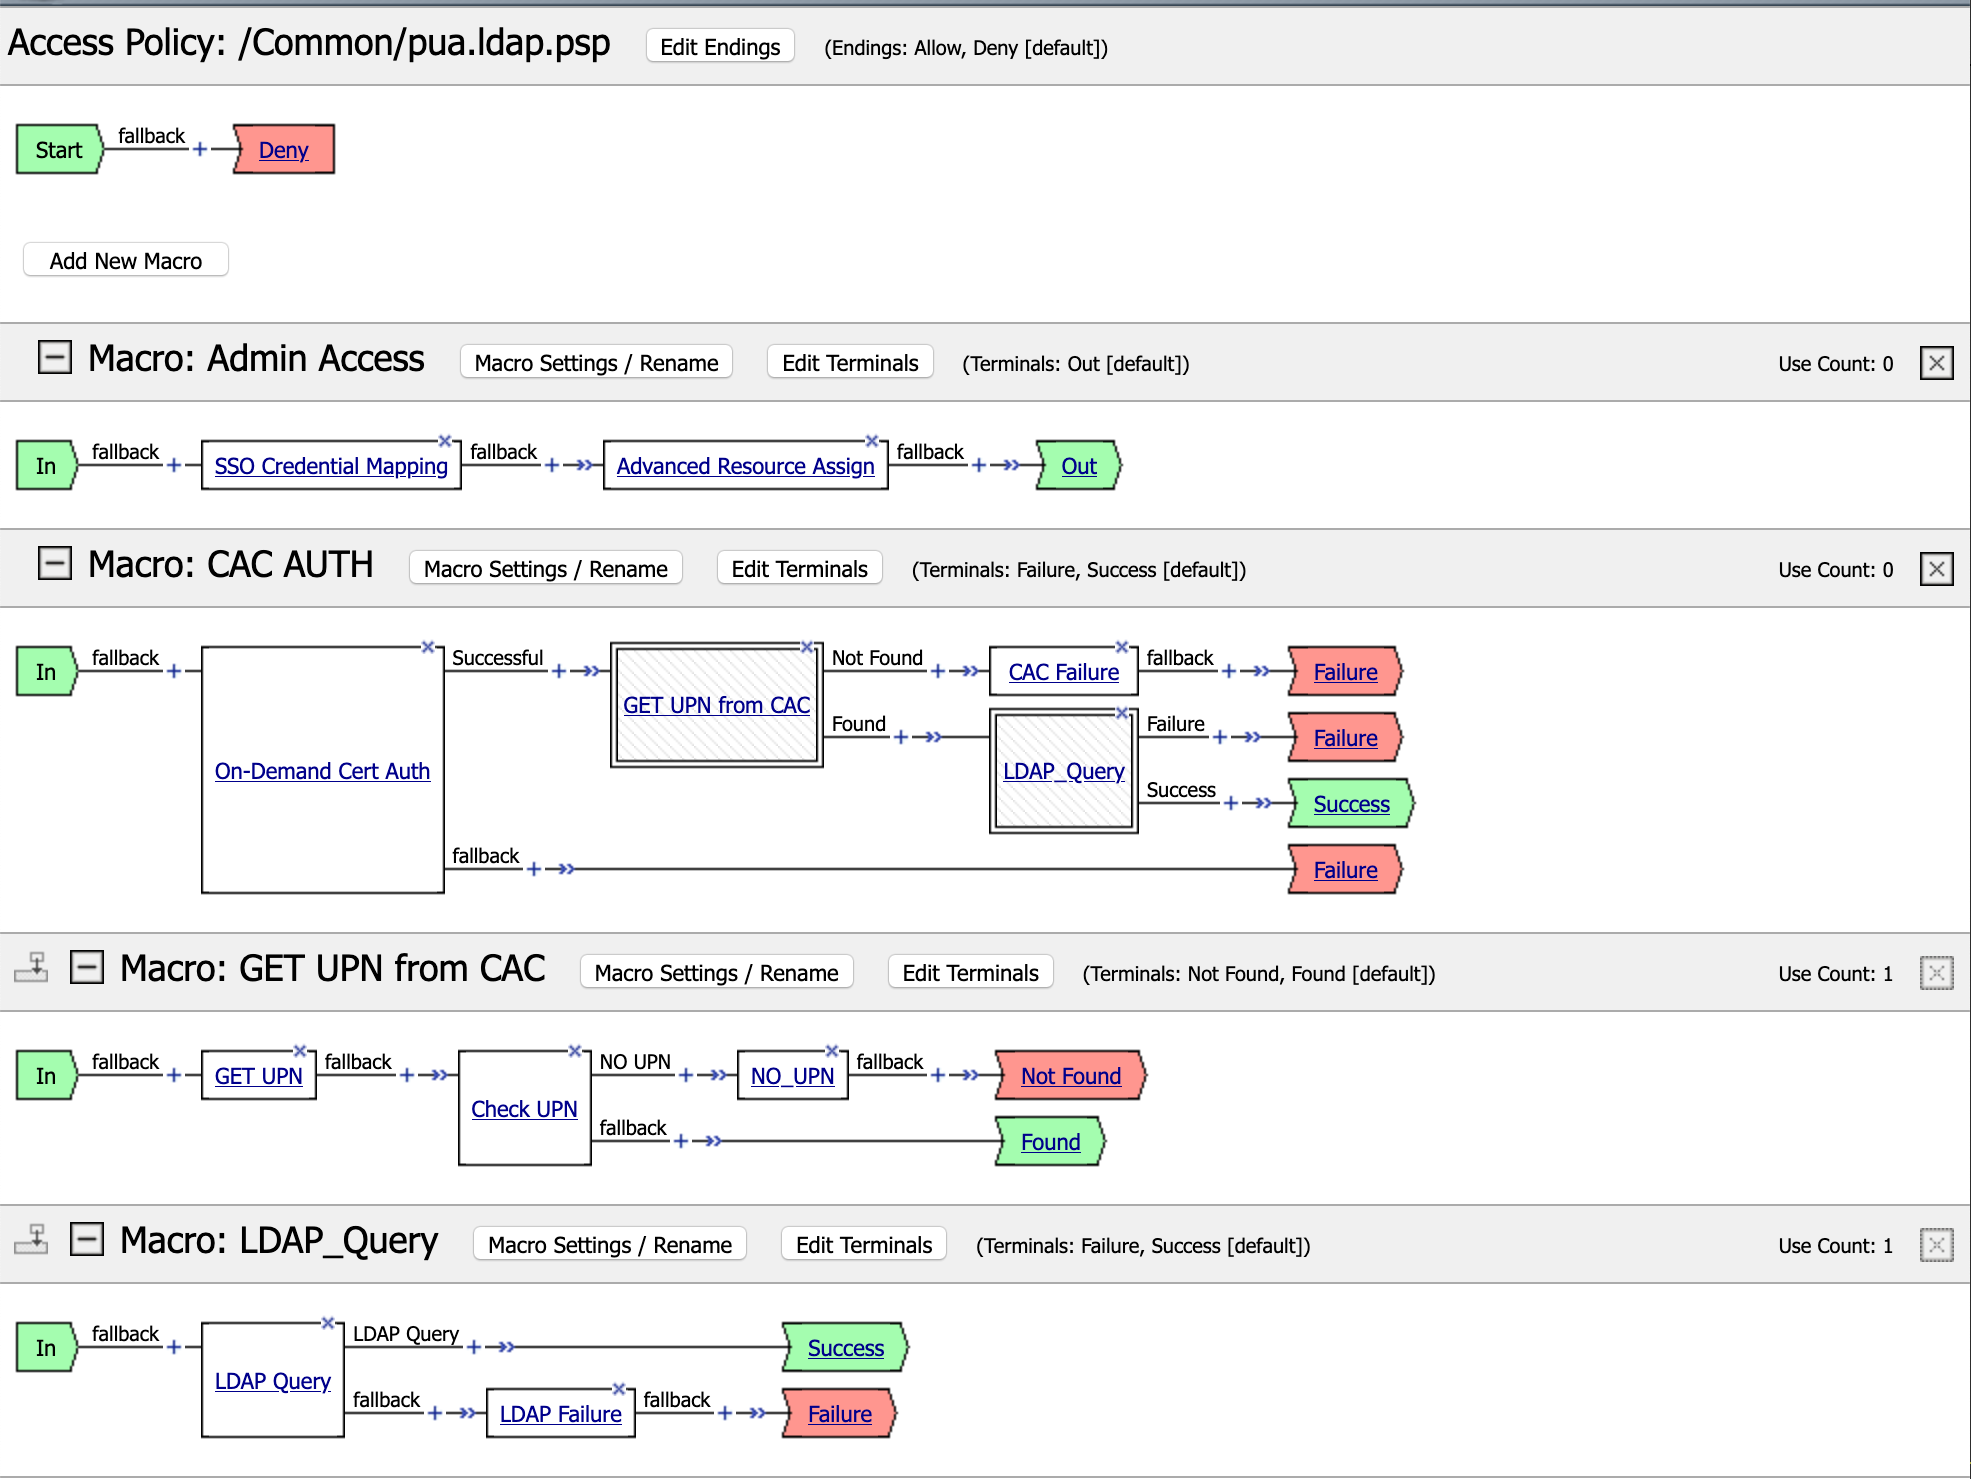 Access Policy: /Common/pua.ldap.psp Edit Endings (Endings: Allow, Deny [default])
Start fallback + Deny
Add New Macro
Macro: Admin Access Macro Settings / Rename Edit Terminals (Terminals: Out [default]) Use Count: 0
In fallback + SSO Credential Mapping fallback + Advanced Resource Assign fallback + Out
Macro: CAC AUTH Macro Settings / Rename Edit Terminals (Terminals: Failure, Success [default]) Use Count: 0
In fallback + Successful + Not Found + CAC Failure fallback + Failure
GET UPN from CAC
Found + Failure + Failure
On-Demand Cert Auth LDAP_Query
Success + Success
fallback + Failure
Macro: GET UPN from CAC Macro Settings / Rename Edit Terminals (Terminals: Not Found, Found [default]) Use Count: 1
In fallback + GET UPN fallback + NO UPN + NO_UPN fallback + Not Found
Check UPN
fallback + Found
Macro: LDAP_Query Macro Settings / Rename Edit Terminals (Terminals: Failure, Success [default]) Use Count: 1
In fallback + LDAP Query + Success
LDAP Query
fallback + LDAP Failure fallback + Failure